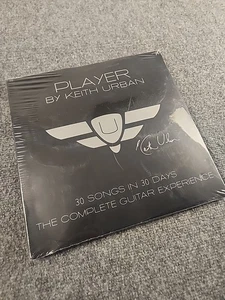 PLAYER
BY KEITH URBAN
U
30 SONGS IN 30 DAYS
THE COMPLETE GUITAR EXPERIENCE